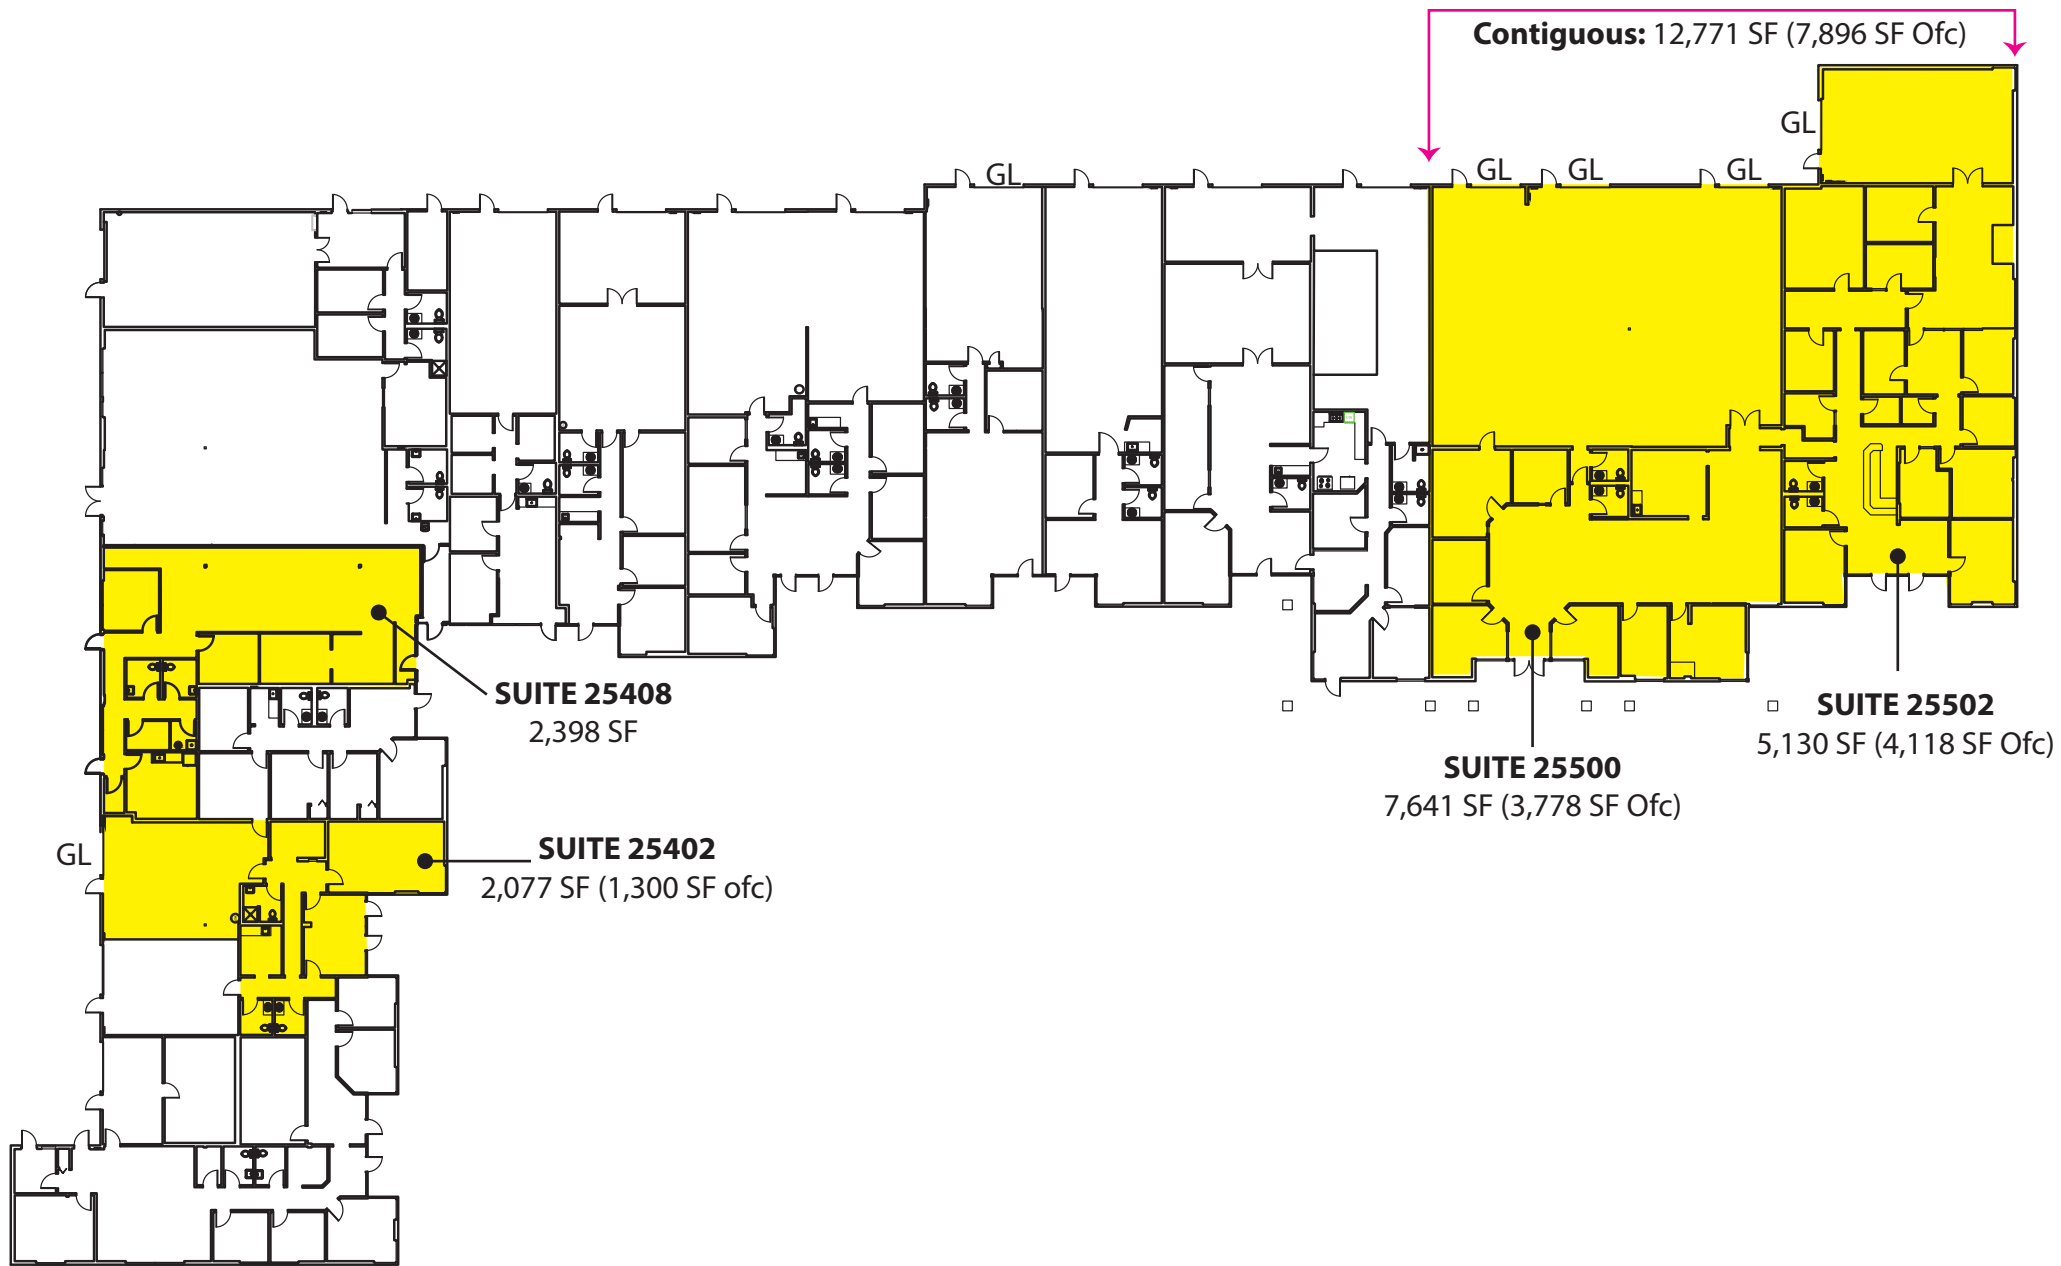 Contiguous: 12,771 SF (7,896 SF Ofc)
GL
GL
GL
GL
GL
SUITE 25408
2,398 SF
SUITE 25502
5,130 SF (4,118 SF Ofc)
SUITE 25500
7,641 SF (3,778 SF Ofc)
GL
SUITE 25402
2,077 SF (1,300 SF ofc)